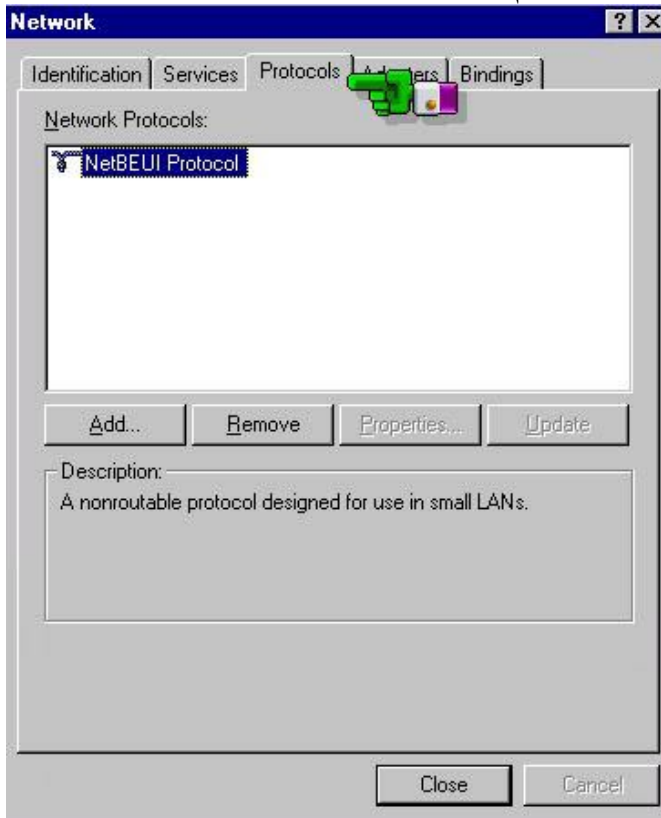 Network
Identification Services Protocols Adapters Bindings
Network Protocols:
NetBEUI Protocol
Add... Remove Properties... Update
Description:
A nonroutable protocol designed for use in small LANs.
Close Cancel